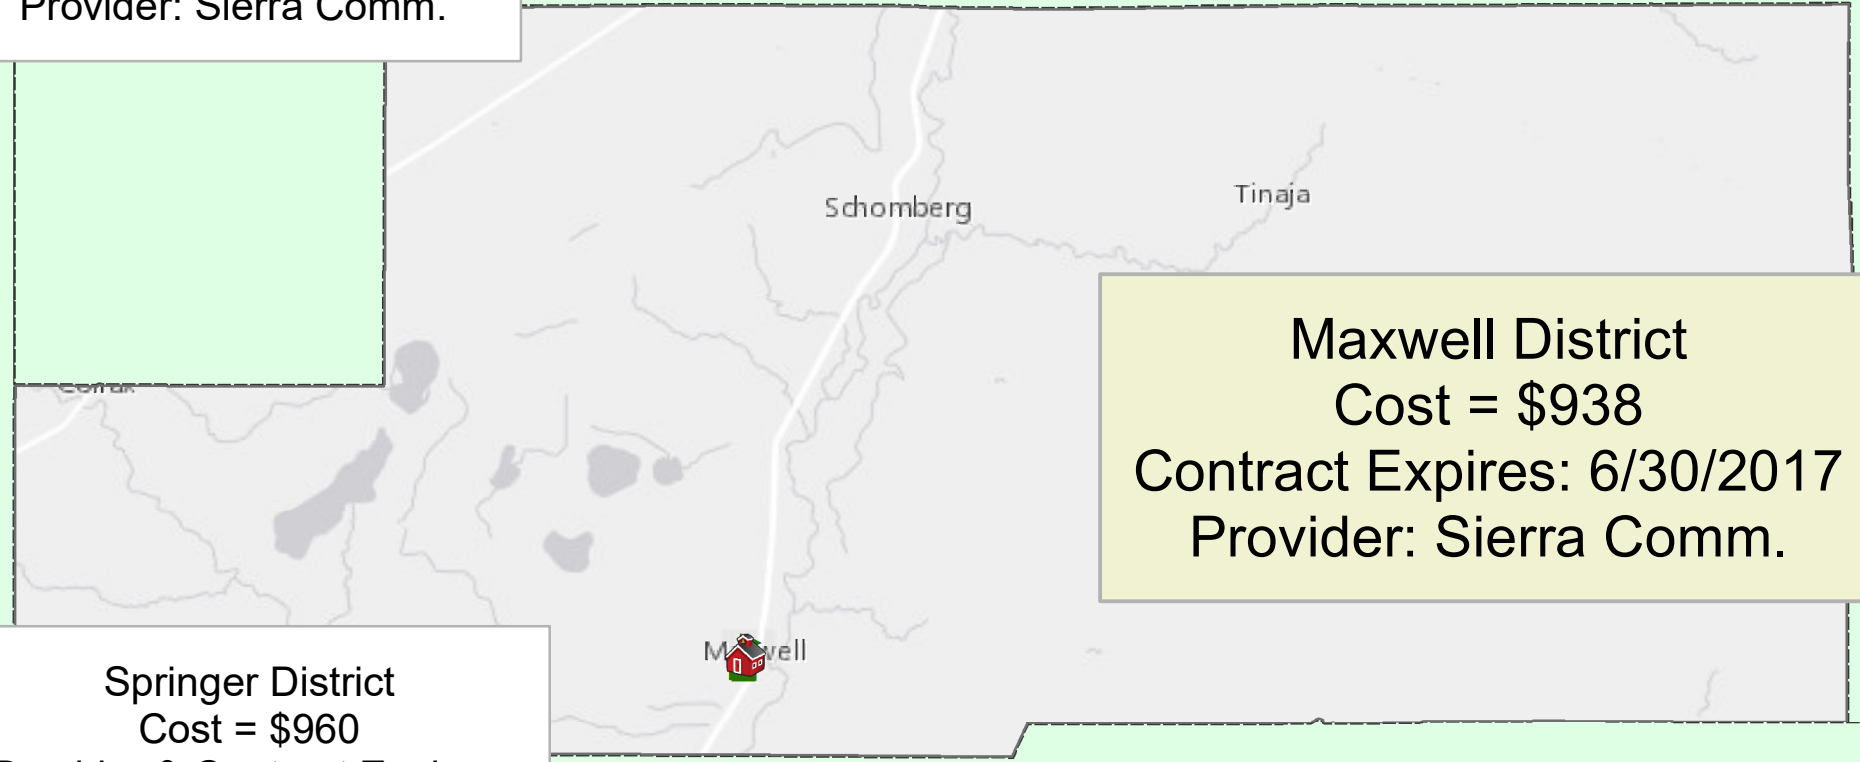 Provider: Sierra Comm.
Schomberg
Tinaja
Maxwell District
Cost = $938
Contract Expires: 6/30/2017
Provider: Sierra Comm.
Springer District
Cost = $960